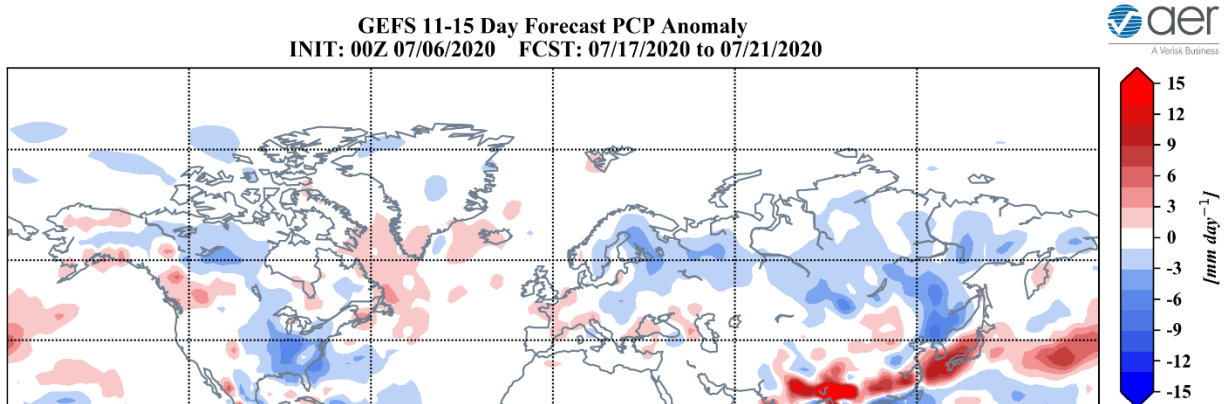 GEFS 11-15 Day Forecast PCP Anomaly
INIT: 00Z 07/06/2020 FCST: 07/17/2020 to 07/21/2020
aer
A Verisk Business
15
12
9
6
3
0
-3
-6
-9
-12
-15
[mm day⁻¹]